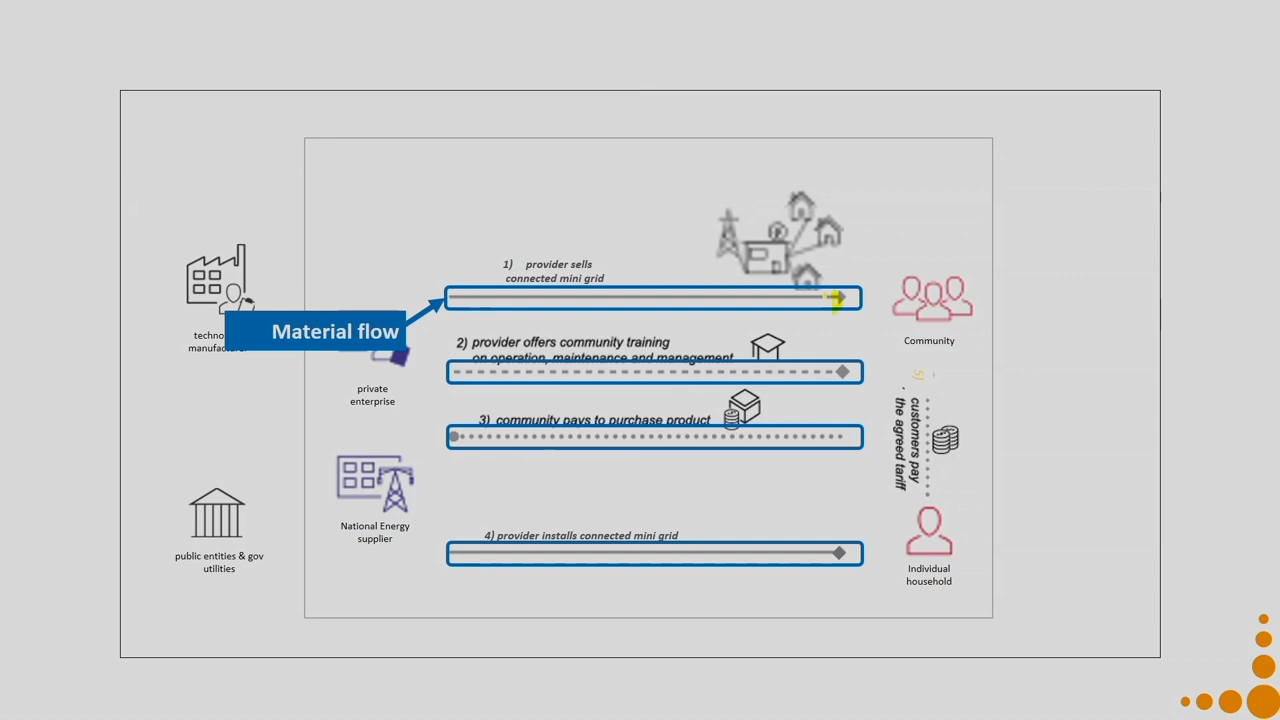 1) provider sells
connected mini grid
Material flow
2) provider offers community training
on operation, maintenance and management
Community
private
enterprise
3) community pays to purchase product
5)
customers pay
the agreed tariff
National Energy
supplier
4) provider installs connected mini grid
public entities & gov
utilities
Individual
household